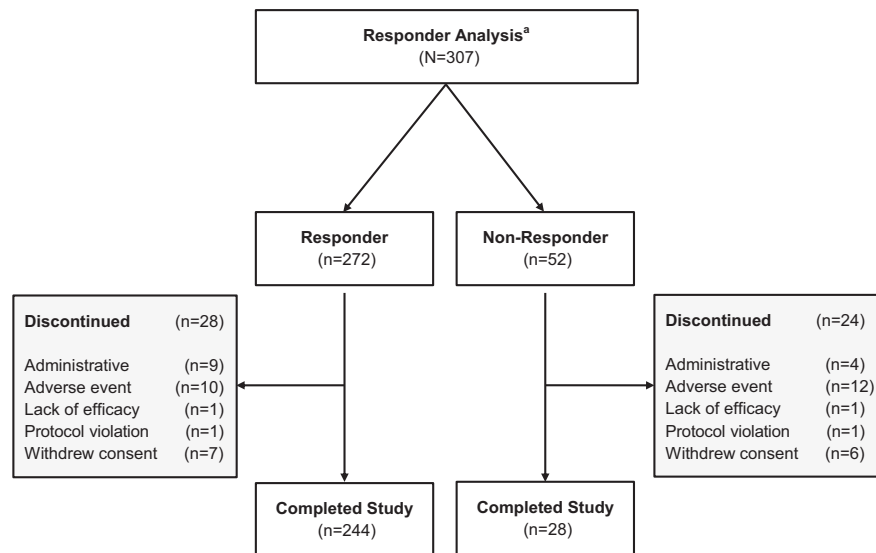 Responder Analysisa
(N=307)
Responder
(n=272)
Non-Responder
(n=52)
Discontinued (n=28)
Administrative (n=9)
Adverse event (n=10)
Lack of efficacy (n=1)
Protocol violation (n=1)
Withdrew consent (n=7)
Discontinued (n=24)
Administrative (n=4)
Adverse event (n=12)
Lack of efficacy (n=1)
Protocol violation (n=1)
Withdrew consent (n=6)
Completed Study
(n=244)
Completed Study
(n=28)